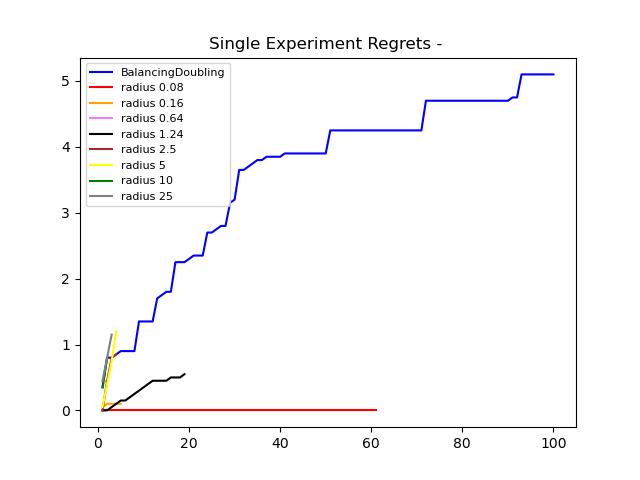 Single Experiment Regrets -
BalancingDoubling
radius 0.08
radius 0.16
radius 0.64
radius 1.24
radius 2.5
radius 5
radius 10
radius 25
5
4
3
2
1
0
0 20 40 60 80 100